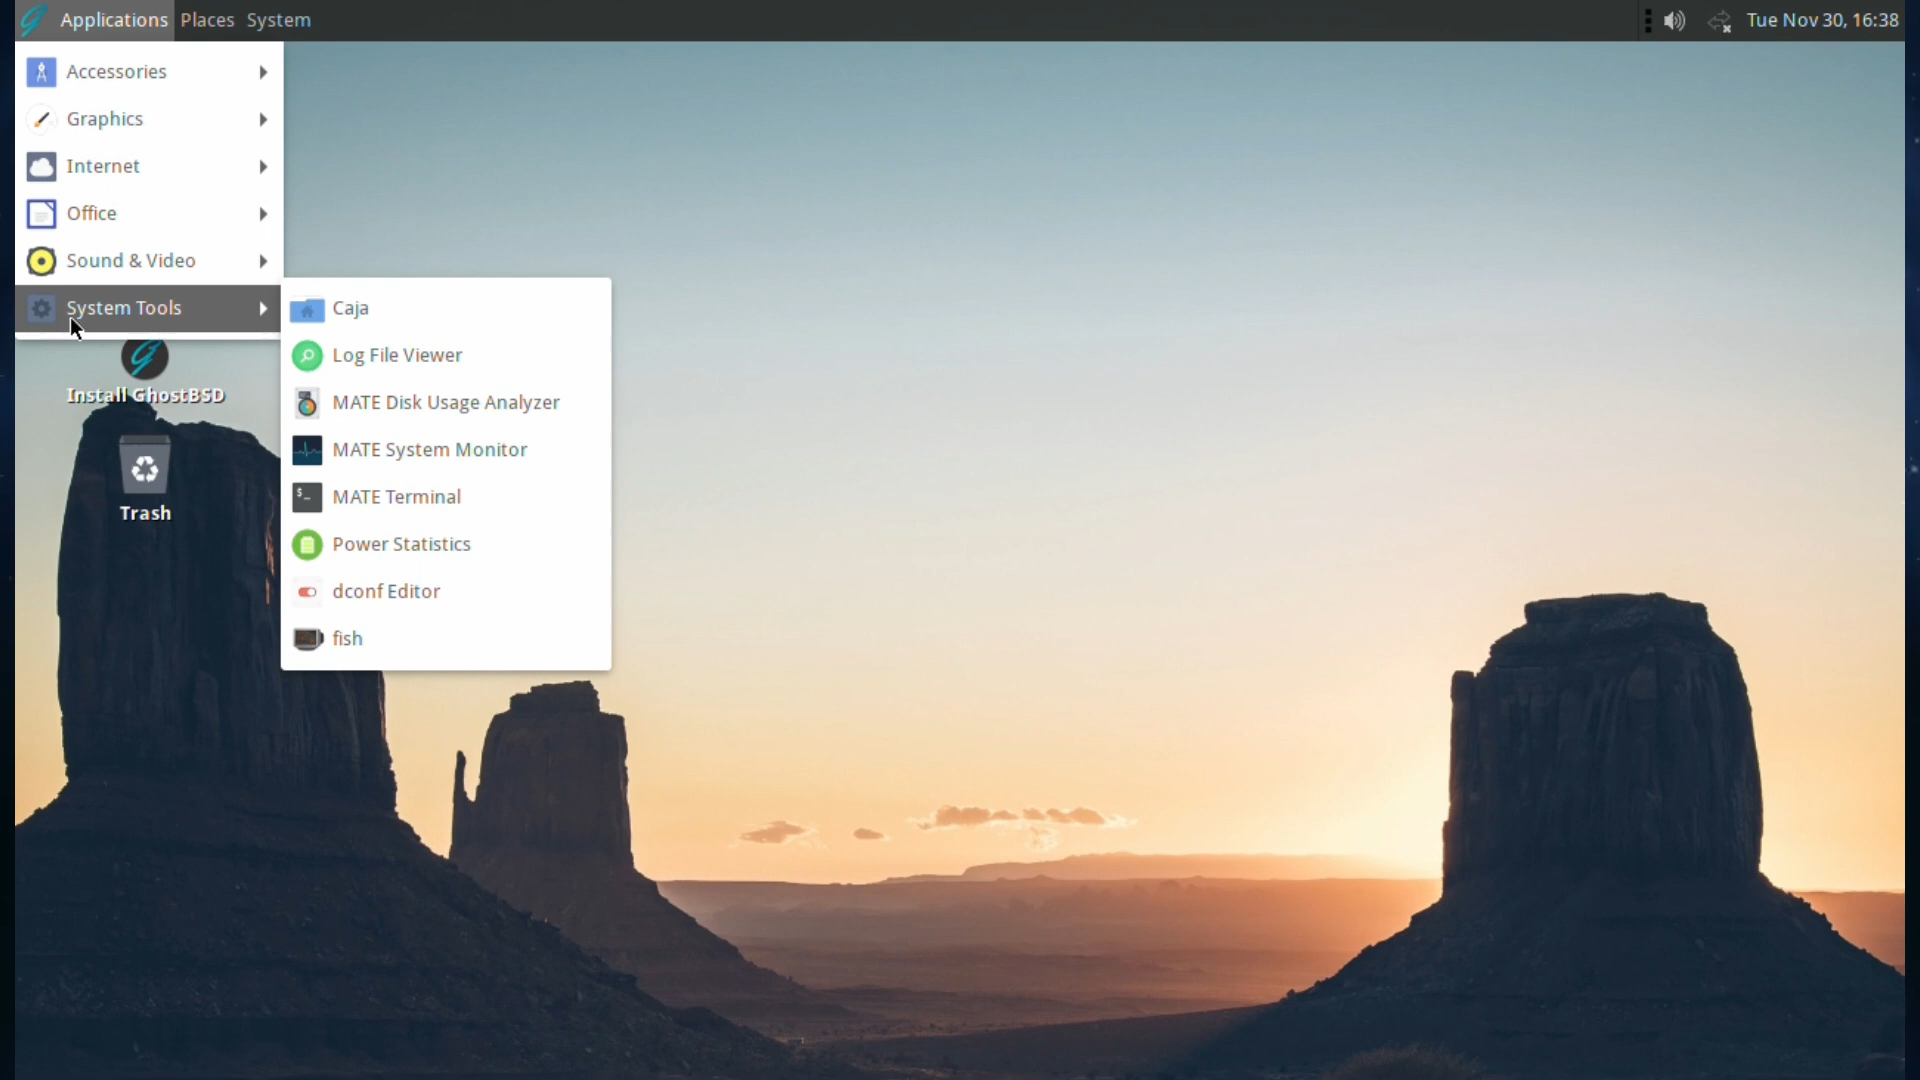 Applications Places System
Tue Nov 30, 16:38
Accessories
Graphics
Internet
Office
Sound & Video
System Tools
Caja
Log File Viewer
MATE Disk Usage Analyzer
MATE System Monitor
MATE Terminal
Power Statistics
dconf Editor
fish
Install GhostBSD
Trash